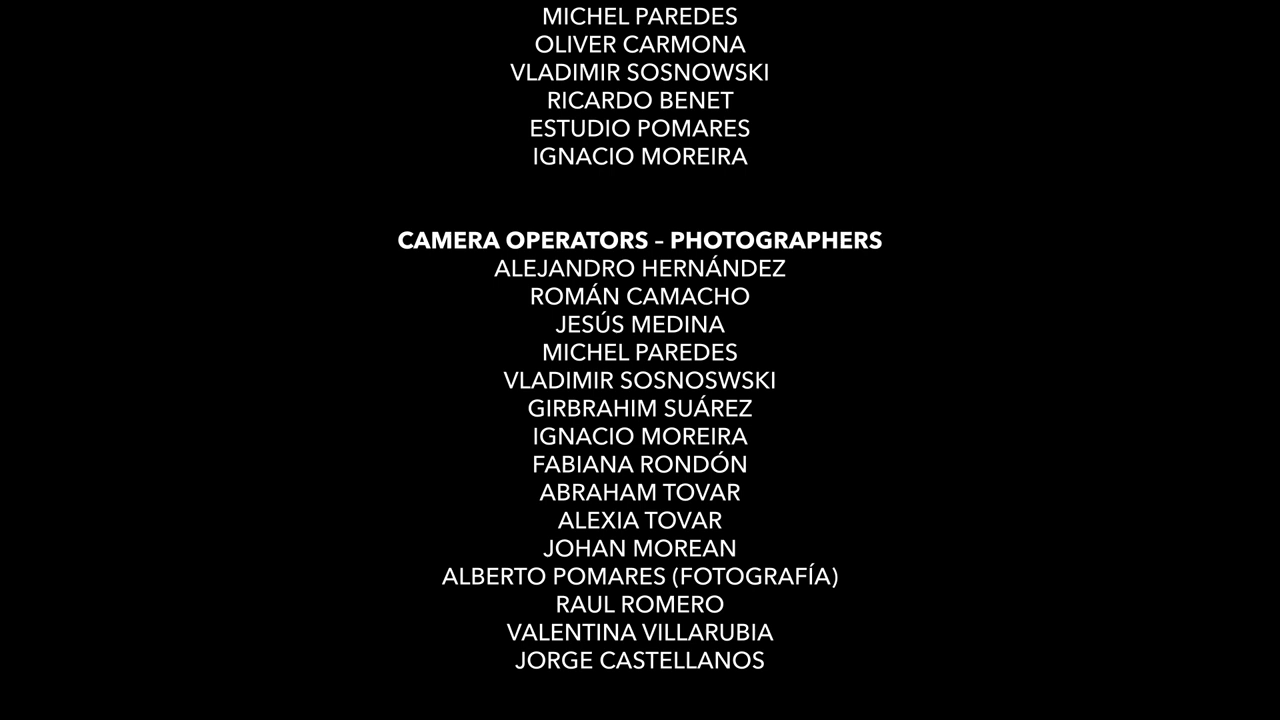 MICHEL PAREDES
OLIVER CARMONA
VLADIMIR SOSNOWSKI
RICARDO BENET
ESTUDIO POMARES
IGNACIO MOREIRA
CAMERA OPERATORS – PHOTOGRAPHERS
ALEJANDRO HERNÁNDEZ
ROMÁN CAMACHO
JESÚS MEDINA
MICHEL PAREDES
VLADIMIR SOSNOSWSKI
GIRBRAHIM SUÁREZ
IGNACIO MOREIRA
FABIANA RONDÓN
ABRAHAM TOVAR
ALEXIA TOVAR
JOHAN MOREAN
ALBERTO POMARES (FOTOGRAFÍA)
RAUL ROMERO
VALENTINA VILLARUBIA
JORGE CASTELLANOS